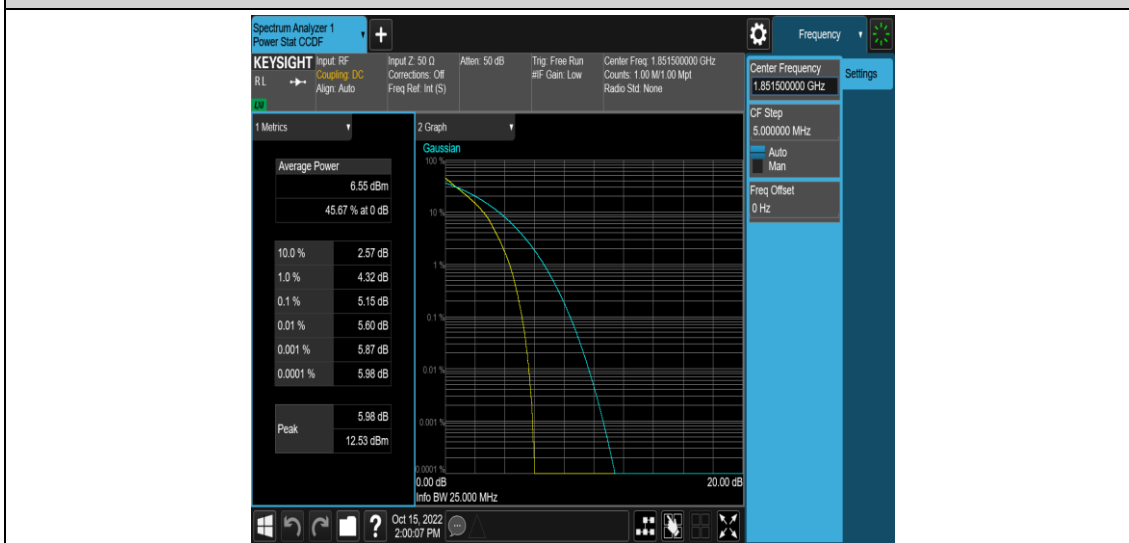 Spectrum Analyzer 1
Power Stat CCDF
+
Frequency
KEYSIGHT
RL
LXI
Input: RF
Coupling: DC
Align: Auto
Input Z: 50 Ω
Corrections: Off
Freq Ref: Int (S)
Atten: 50 dB
Trig: Free Run
#IF Gain: Low
Center Freq: 1.851500000 GHz
Counts: 1.00 M/1.00 Mpt
Radio Std: None
Center Frequency
1.851500000 GHz
Settings
CF Step
5.000000 MHz
Auto
Man
Freq Offset
0 Hz
1 Metrics
Average Power
6.55 dBm
45.67 % at 0 dB
10.0 % 2.57 dB
1.0 % 4.32 dB
0.1 % 5.15 dB
0.01 % 5.60 dB
0.001 % 5.87 dB
0.0001 % 5.98 dB
Peak
5.98 dB
12.53 dBm
2 Graph
Gaussian
100 %
10 %
1 %
0.1 %
0.01 %
0.001 %
0.0001 %
0.00 dB 20.00 dB
Info BW 25.000 MHz
?
Oct 15, 2022
2:00:07 PM